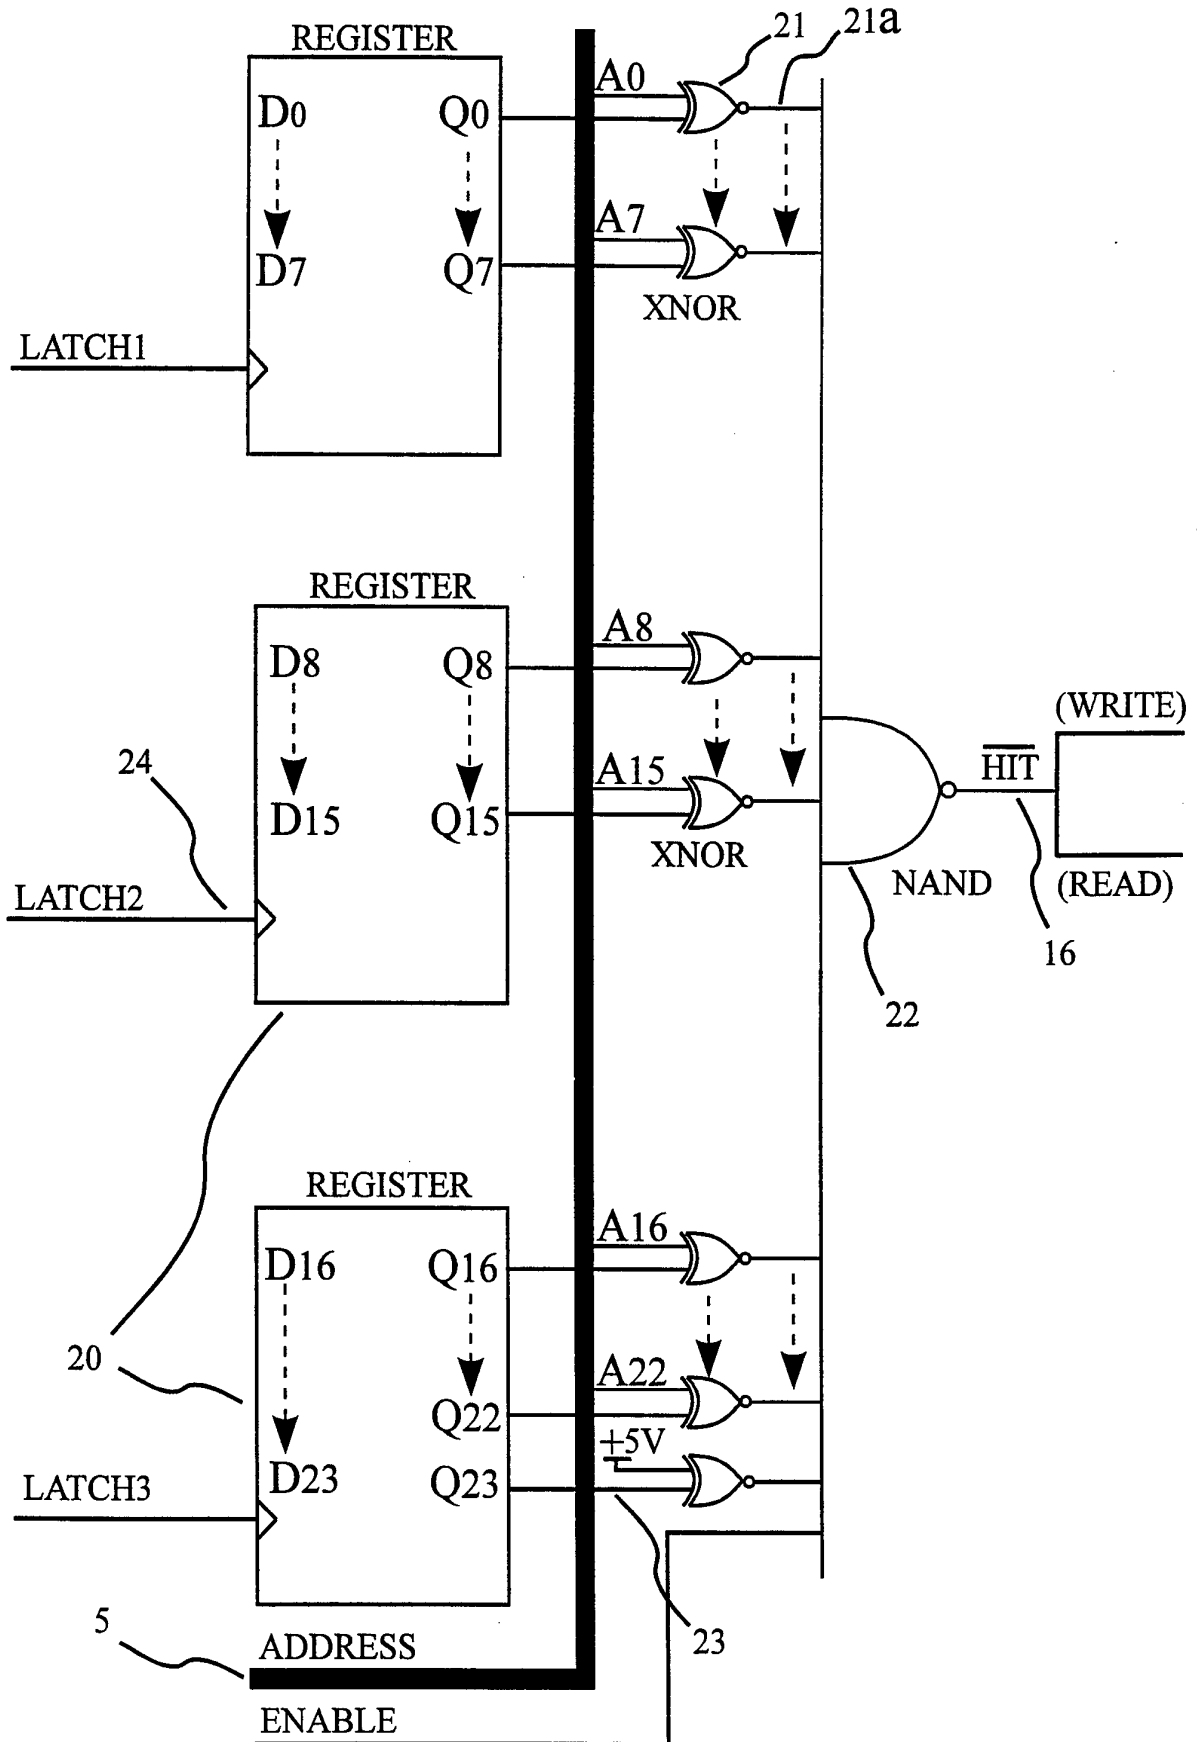 REGISTER
21
21a
D0
Q0
A0
D7
Q7
A7
XNOR
LATCH1
REGISTER
D8
Q8
A8
24
D15
Q15
A15
XNOR
LATCH2
(WRITE)
HIT
NAND
(READ)
16
22
REGISTER
D16
Q16
A16
20
Q22
A22
+5V
D23
Q23
LATCH3
23
5
ADDRESS
ENABLE